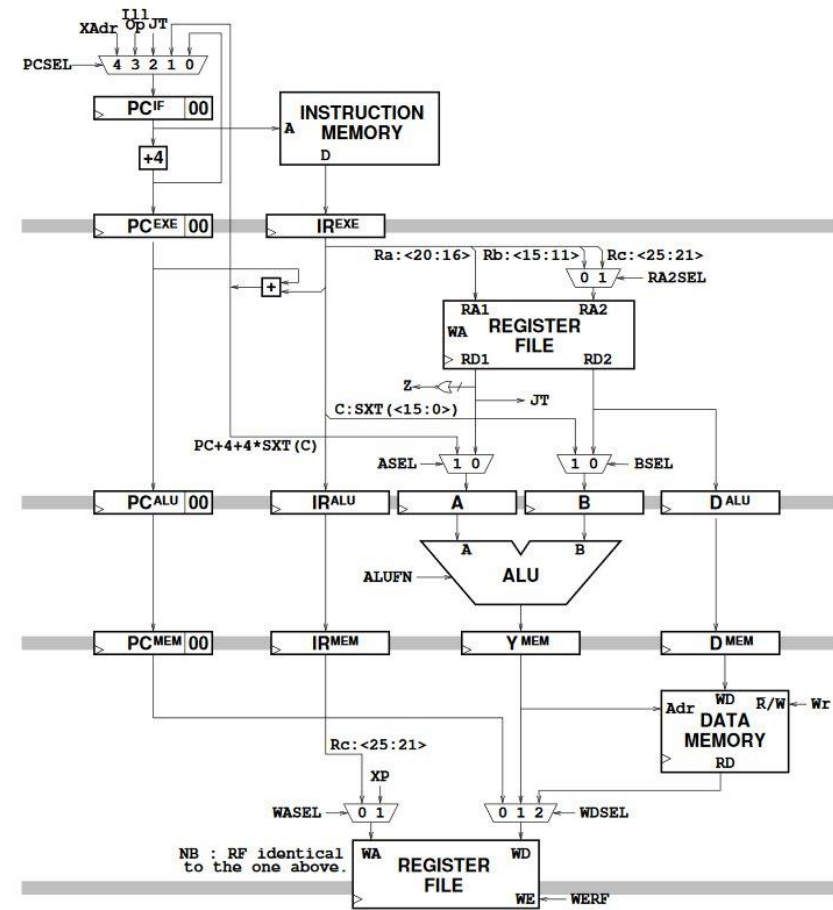 Ill
XAdr Op JT
PCSEL 4 3 2 1 0
PC IF 00
INSTRUCTION
MEMORY
A
D
+4
PC EXE 00
IR EXE
Ra:<20:16> Rb:<15:11> Rc:<25:21>
0 1 RA2SEL
+
RA1 RA2
WA REGISTER
FILE
RD1 RD2
Z
JT
C:SXT(<15:0>)
PC+4+4*SXT(C)
ASEL 1 0 1 0 BSEL
PC ALU 00 IR ALU A B D ALU
A B
ALUFN ALU
PC MEM 00 IR MEM Y MEM D MEM
WD R/W Wr
Adr
DATA
MEMORY
RD
Rc:<25:21>
XP
WASEL 0 1 0 1 2 WDSEL
NB : RF identical
to the one above.
WA WD
REGISTER
FILE
WE WERF